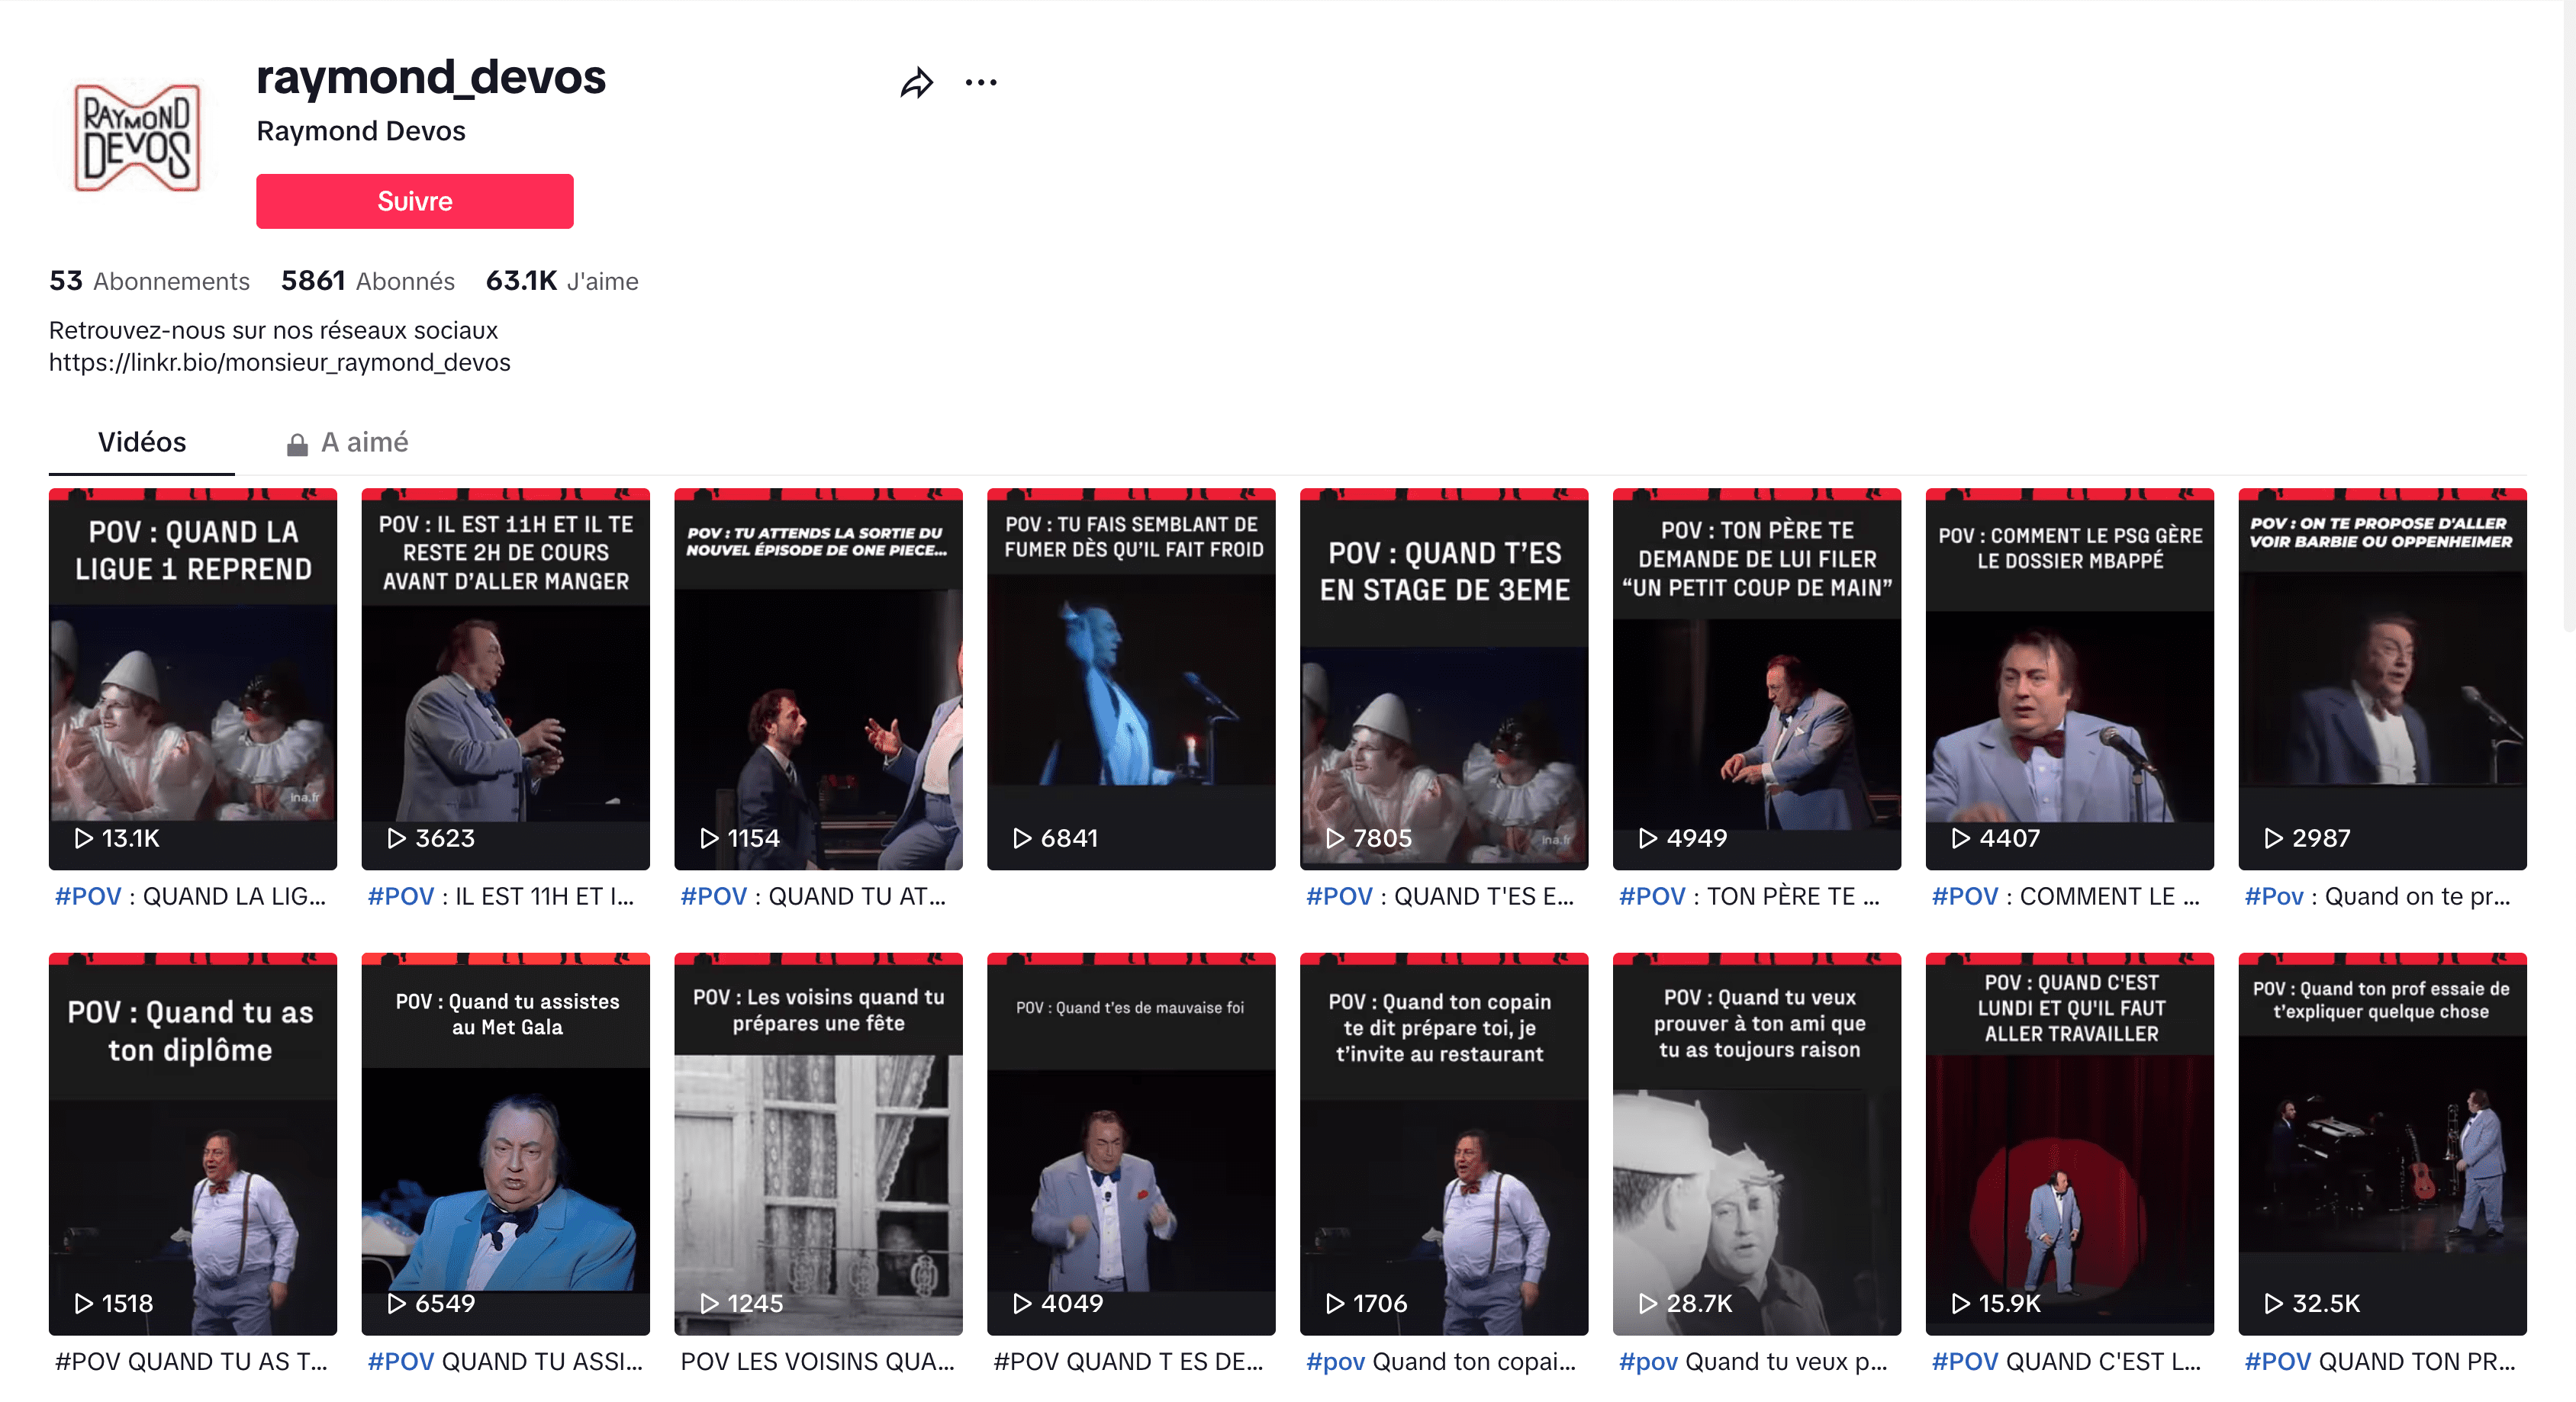 RAYMOND
DEVOS
raymond_devos
Raymond Devos
Suivre
53 Abonnements 5861 Abonnés 63.1K J'aime
Retrouvez-nous sur nos réseaux sociaux
https://linkr.bio/monsieur_raymond_devos
Vidéos
A aimé
POV : QUAND LA
LIGUE 1 REPREND
ina.fr
13.1K
#POV : QUAND LA LIG...
POV : IL EST 11H ET IL TE
RESTE 2H DE COURS
AVANT D'ALLER MANGER
3623
#POV : IL EST 11H ET I...
POV : TU ATTENDS LA SORTIE DU
NOUVEL ÉPISODE DE ONE PIECE...
1154
#POV : QUAND TU AT...
POV : TU FAIS SEMBLANT DE
FUMER DÈS QU'IL FAIT FROID
6841
POV : QUAND T'ES
EN STAGE DE 3EME
7805
ina.fr
#POV : QUAND T'ES E...
POV : TON PÈRE TE
DEMANDE DE LUI FILER
“UN PETIT COUP DE MAIN”
4949
#POV : TON PÈRE TE ...
POV : COMMENT LE PSG GÈRE
LE DOSSIER MBAPPÉ
4407
#POV : COMMENT LE ...
POV : ON TE PROPOSE D'ALLER
VOIR BARBIE OU OPPENHEIMER
2987
#Pov : Quand on te pr...
POV : Quand tu as
ton diplôme
1518
#POV QUAND TU AS T...
POV : Quand tu assistes
au Met Gala
6549
#POV QUAND TU ASSI...
POV : Les voisins quand tu
prépares une fête
1245
POV LES VOISINS QUA...
POV : Quand t'es de mauvaise foi
4049
#POV QUAND T ES DE...
POV : Quand ton copain
te dit prépare toi, je
t'invite au restaurant
1706
#pov Quand ton copai...
POV : Quand tu veux
prouver à ton ami que
tu as toujours raison
28.7K
#pov Quand tu veux p...
POV : QUAND C'EST
LUNDI ET QU'IL FAUT
ALLER TRAVAILLER
15.9K
#POV QUAND C'EST L...
POV : Quand ton prof essaie de
t'expliquer quelque chose
32.5K
#POV QUAND TON PR...